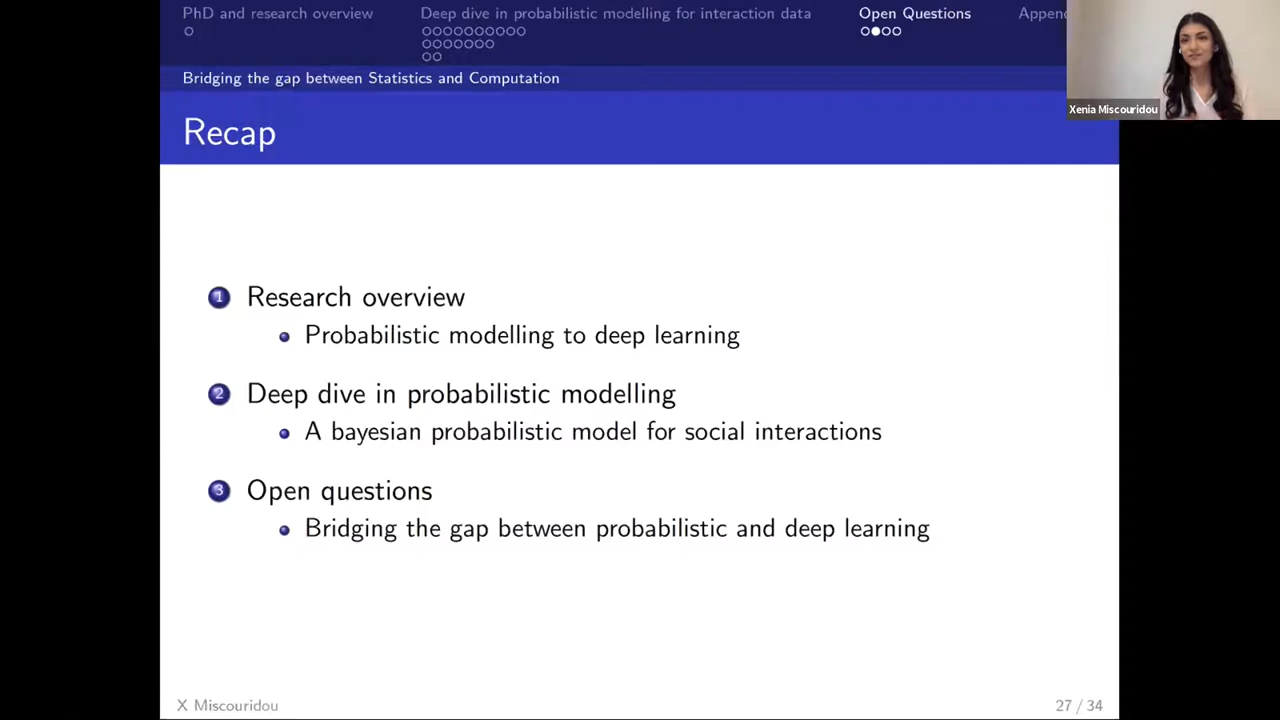 PhD and research overview
Deep dive in probabilistic modelling for interaction data
Open Questions
Appen
Bridging the gap between Statistics and Computation
Xenia Miscouridou
Recap
1 Research overview
Probabilistic modelling to deep learning
2 Deep dive in probabilistic modelling
A bayesian probabilistic model for social interactions
3 Open questions
Bridging the gap between probabilistic and deep learning
X Miscouridou
27 / 34